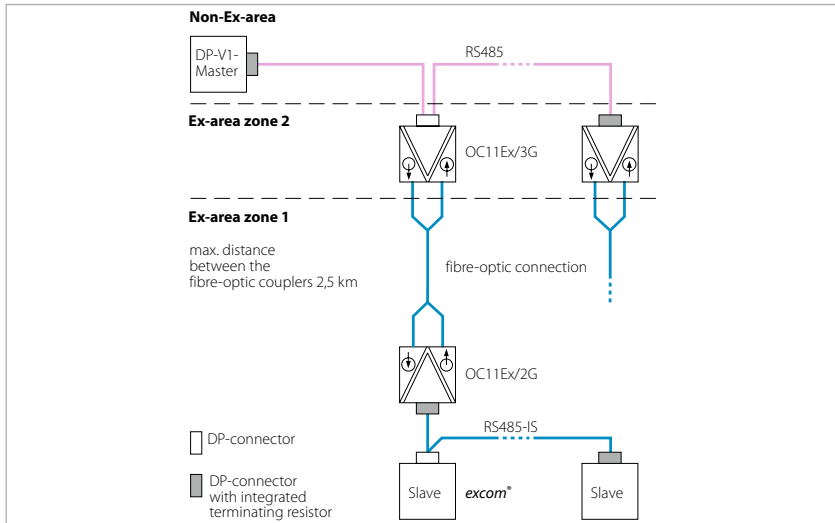 Non-Ex-area
DP-V1-
Master
RS485
Ex-area zone 2
OC11Ex/3G
Ex-area zone 1
max. distance
between the
fibre-optic couplers 2,5 km
fibre-optic connection
OC11Ex/2G
RS485-IS
DP-connector
DP-connector
with integrated
terminating resistor
Slave
excom®
Slave